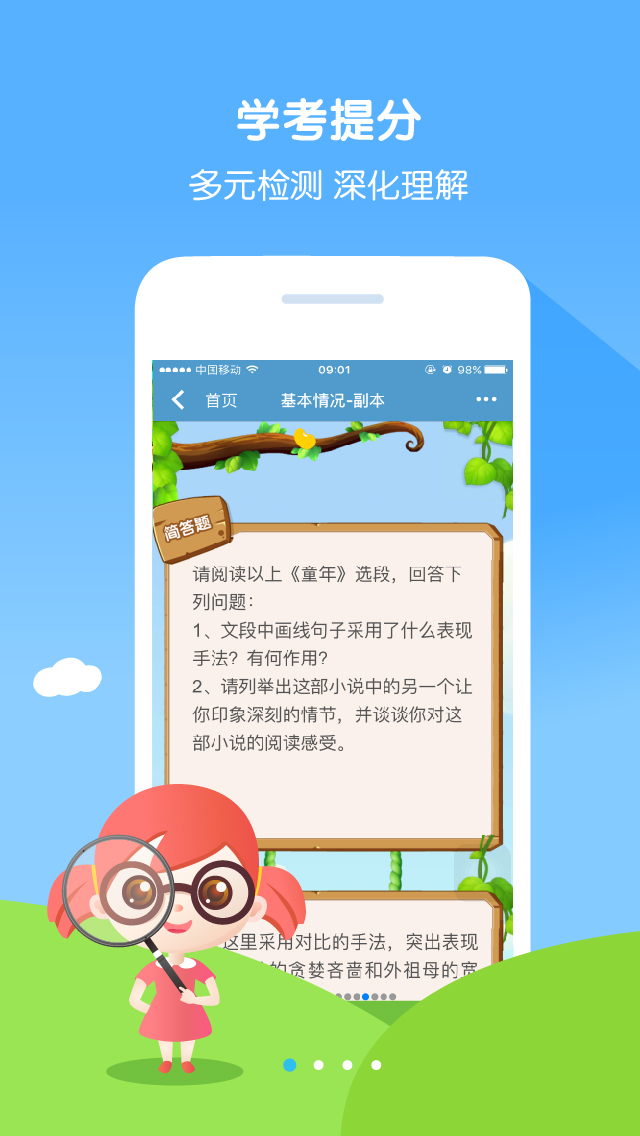 学考提分
多元检测 深化理解
中国移动 09:01 98%
首页 基本情况-副本
简答题
请阅读以上《童年》选段，回答下
列问题：
1、文段中画线句子采用了什么表现
手法？有何作用？
2、请列举出这部小说中的另一个让
你印象深刻的情节，并谈谈你对这
部小说的阅读感受。
这里采用对比的手法，突出表现
的贪婪吝啬和外祖母的宽